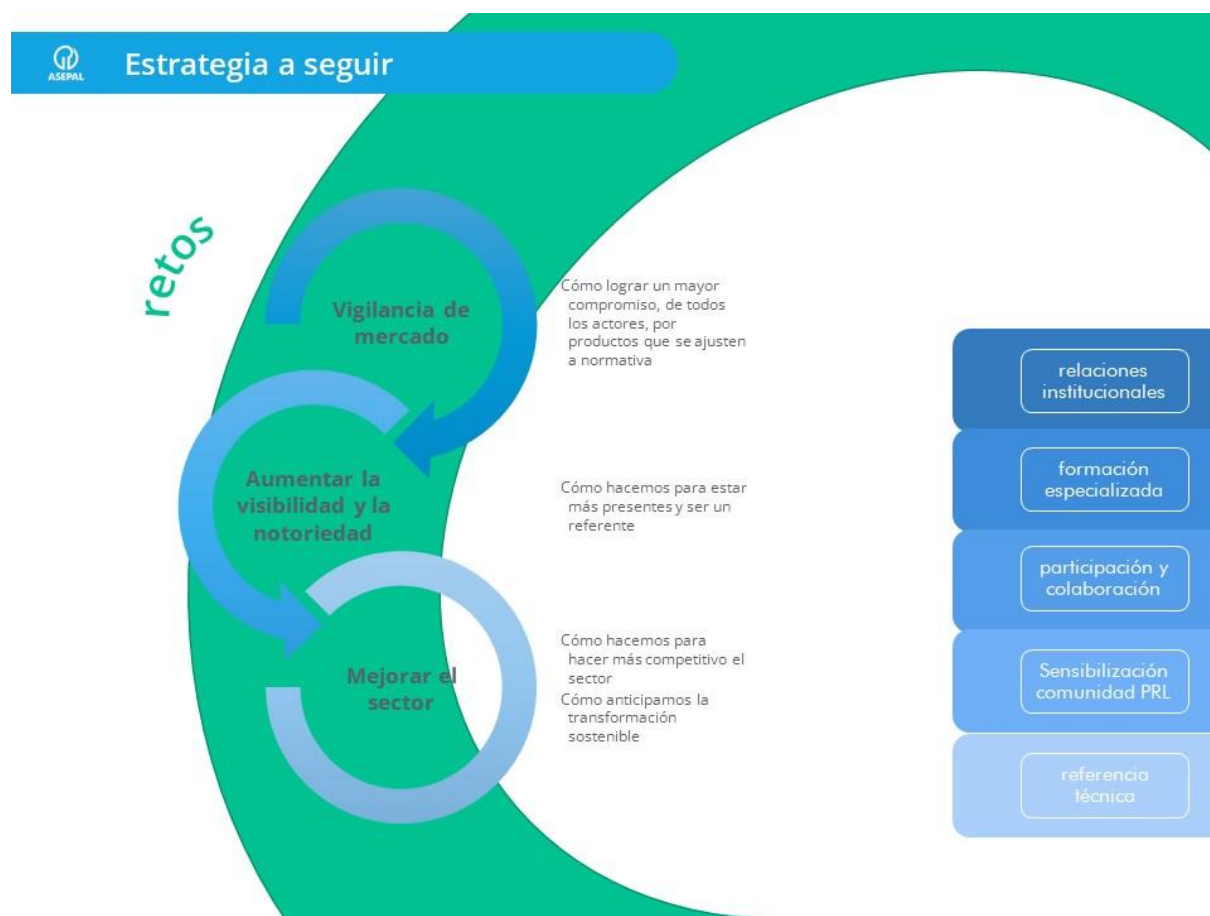 ASEPAL
Estrategia a seguir
retos
Vigilancia de
mercado
Cómo lograr un mayor
compromiso, de todos
los actores, por
productos que se ajusten
a normativa
Aumentar la
visibilidad y la
notoriedad
Cómo hacemos para estar
más presentes y ser un
referente
Mejorar el
sector
Cómo hacemos para
hacer más competitivo el
sector
Cómo anticipamos la
transformación
sostenible
relaciones
institucionales
formación
especializada
participación y
colaboración
Sensibilización
comunidad PRL
referencia
técnica